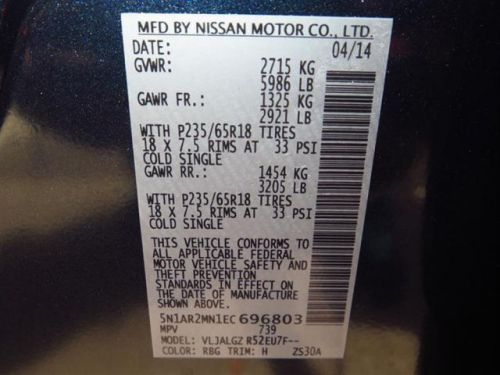 MFD BY NISSAN MOTOR CO., LTD.
DATE: 04/14
GVWR: 2715 KG
5986 LB
GAWR FR.: 1325 KG
2921 LB
WITH P235/65R18 TIRES
18 X 7.5 RIMS AT 33 PSI
COLD SINGLE
GAWR RR.: 1454 KG
3205 LB
WITH P235/65R18 TIRES
18 X 7.5 RIMS AT 33 PSI
COLD SINGLE
THIS VEHICLE CONFORMS TO
ALL APPLICABLE FEDERAL
MOTOR VEHICLE SAFETY AND
THEFT PREVENTION
STANDARDS IN EFFECT ON
DATE SHOWN ABOVE.
5N1AR2MN1EC696803
MPV 739
MODEL: VLJALGZ R52EU7F--
COLOR: RBG TRIM: H ZS30A